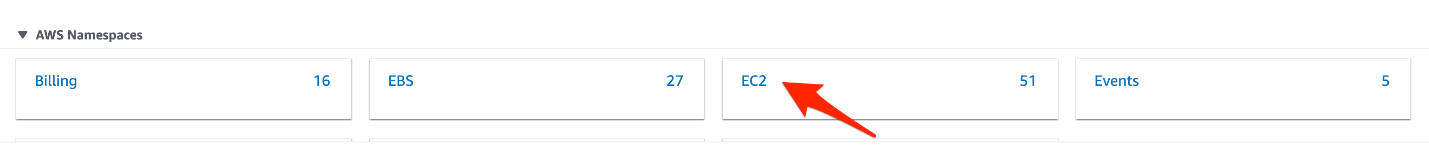 AWS Namespaces
Billing 16 EBS 27 EC2 51 Events 5